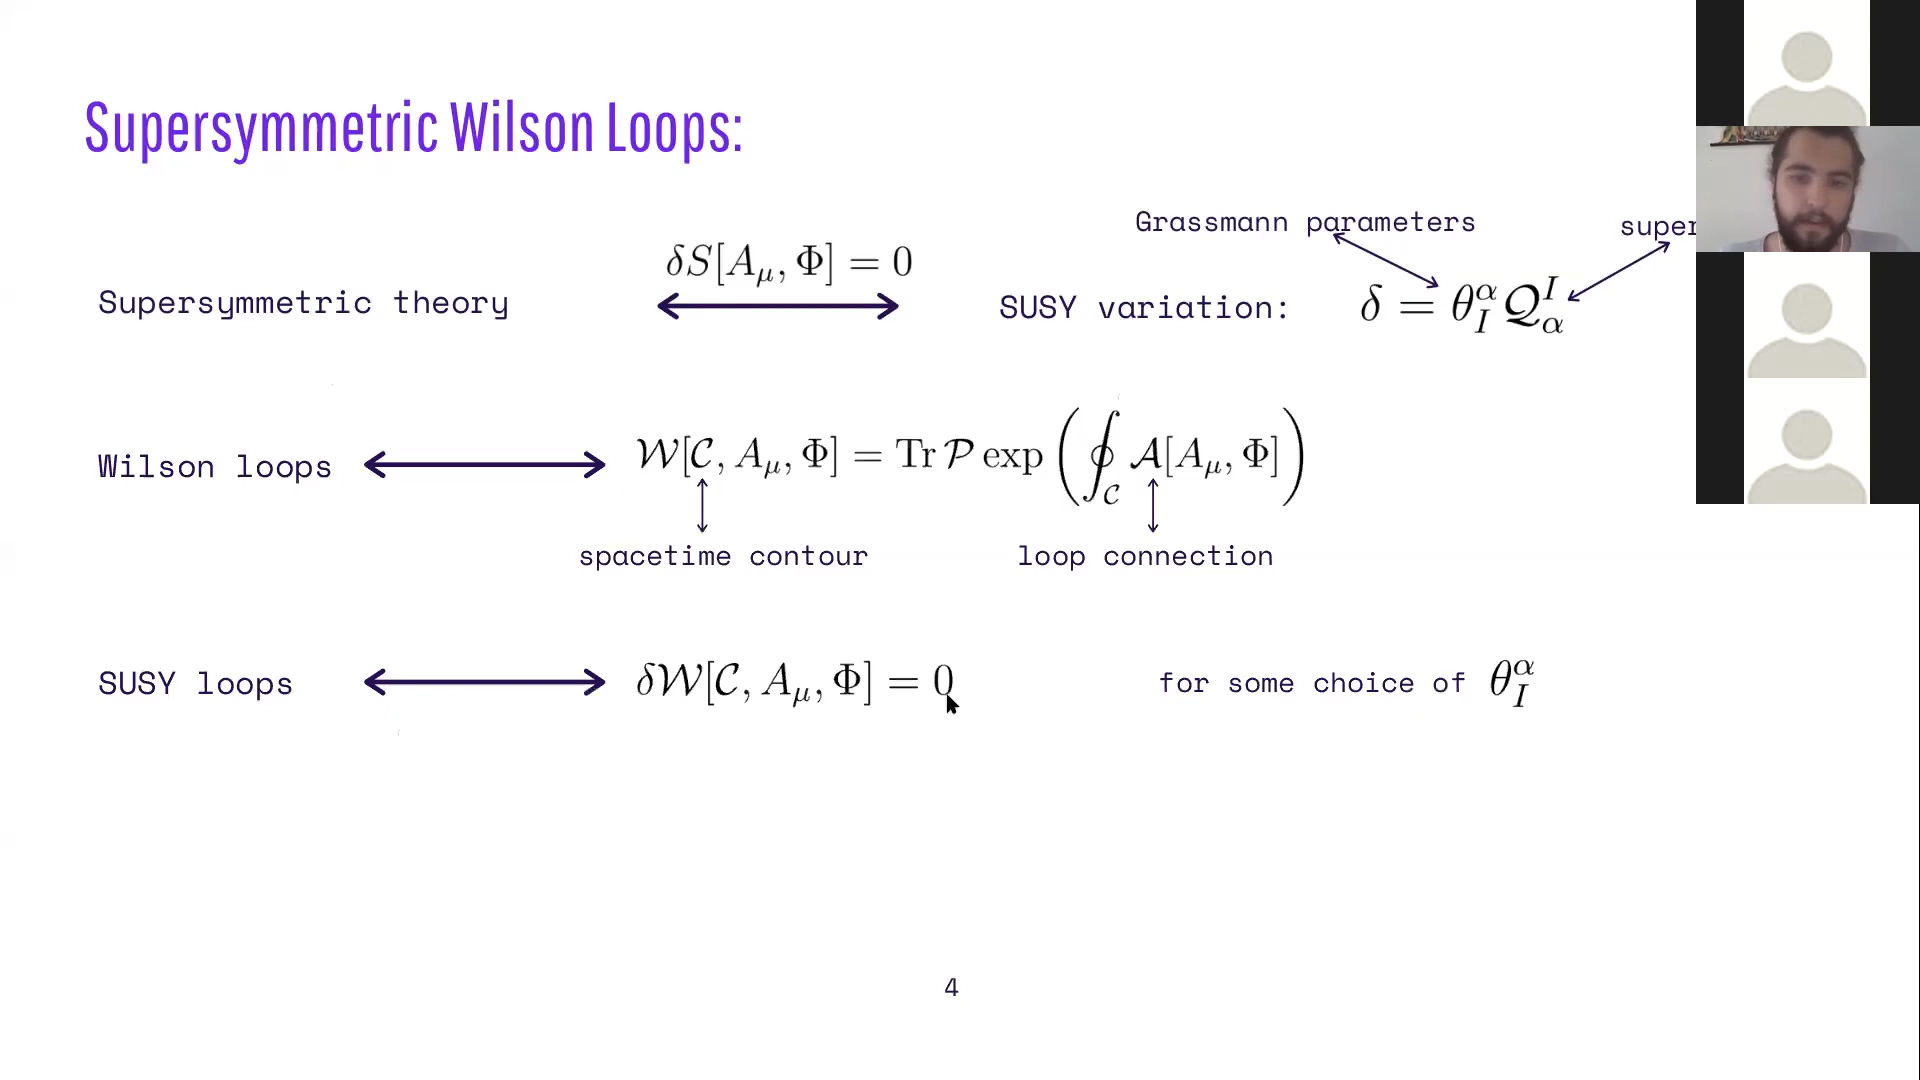 Supersymmetric Wilson Loops:
Grassmann parameters
super
Supersymmetric theory
δS[A_μ, Φ] = 0
SUSY variation: δ = θ_I^α 𝒬_α^I
Wilson loops
𝒲[𝒞, A_μ, Φ] = Tr 𝒫 exp ( ∮_𝒞 𝒜[A_μ, Φ] )
spacetime contour
loop connection
SUSY loops
δ𝒲[𝒞, A_μ, Φ] = 0
for some choice of θ_I^α
4